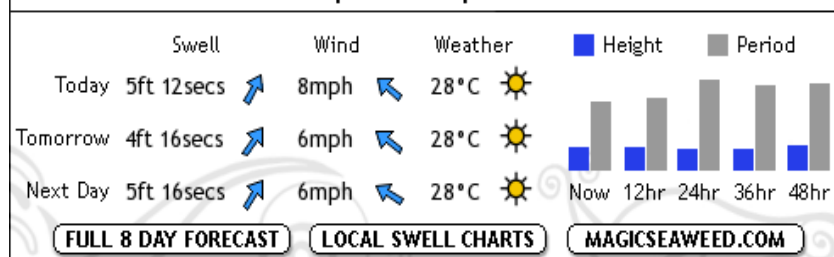 Swell Wind Weather Height Period
Today 5ft 12secs 8mph 28°C
Tomorrow 4ft 16secs 6mph 28°C
Next Day 5ft 16secs 6mph 28°C
Now 12hr 24hr 36hr 48hr
FULL 8 DAY FORECAST LOCAL SWELL CHARTS MAGICSEAWEED.COM